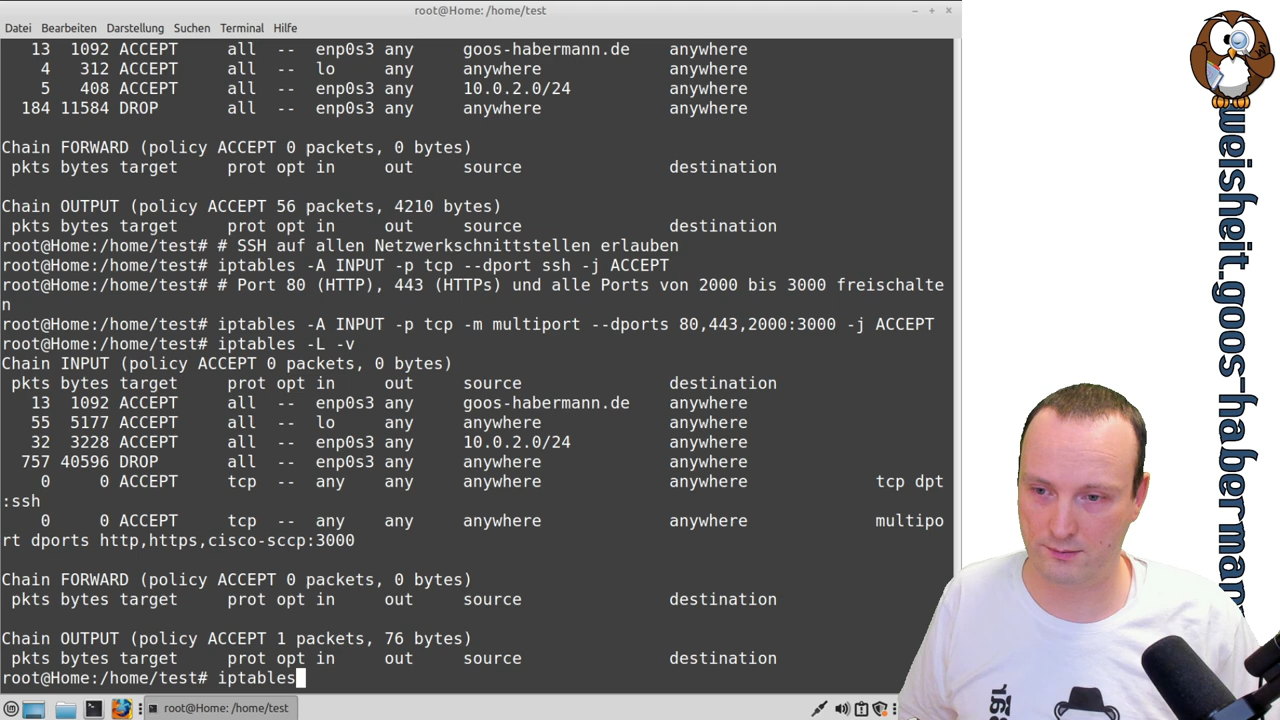 root@Home: /home/test
Datei Bearbeiten Darstellung Suchen Terminal Hilfe
13 1092 ACCEPT all -- enp0s3 any goos-habermann.de anywhere
4 312 ACCEPT all -- lo any anywhere anywhere
5 408 ACCEPT all -- enp0s3 any 10.0.2.0/24 anywhere
184 11584 DROP all -- enp0s3 any anywhere anywhere
Chain FORWARD (policy ACCEPT 0 packets, 0 bytes)
pkts bytes target prot opt in out source destination
Chain OUTPUT (policy ACCEPT 56 packets, 4210 bytes)
pkts bytes target prot opt in out source destination
root@Home:/home/test# # SSH auf allen Netzwerkschnittstellen erlauben
root@Home:/home/test# iptables -A INPUT -p tcp --dport ssh -j ACCEPT
root@Home:/home/test# # Port 80 (HTTP), 443 (HTTPs) und alle Ports von 2000 bis 3000 freischalte
n
root@Home:/home/test# iptables -A INPUT -p tcp -m multiport --dports 80,443,2000:3000 -j ACCEPT
root@Home:/home/test# iptables -L -v
Chain INPUT (policy ACCEPT 0 packets, 0 bytes)
pkts bytes target prot opt in out source destination
13 1092 ACCEPT all -- enp0s3 any goos-habermann.de anywhere
55 5177 ACCEPT all -- lo any anywhere anywhere
32 3228 ACCEPT all -- enp0s3 any 10.0.2.0/24 anywhere
757 40596 DROP all -- enp0s3 any anywhere anywhere
0 0 ACCEPT tcp -- any any anywhere anywhere tcp dpt
:ssh
0 0 ACCEPT tcp -- any any anywhere anywhere multipo
rt dports http,https,cisco-sccp:3000
Chain FORWARD (policy ACCEPT 0 packets, 0 bytes)
pkts bytes target prot opt in out source destination
Chain OUTPUT (policy ACCEPT 1 packets, 76 bytes)
pkts bytes target prot opt in out source destination
root@Home:/home/test# iptables
root@Home: /home/test
weisheit.goos-haberman